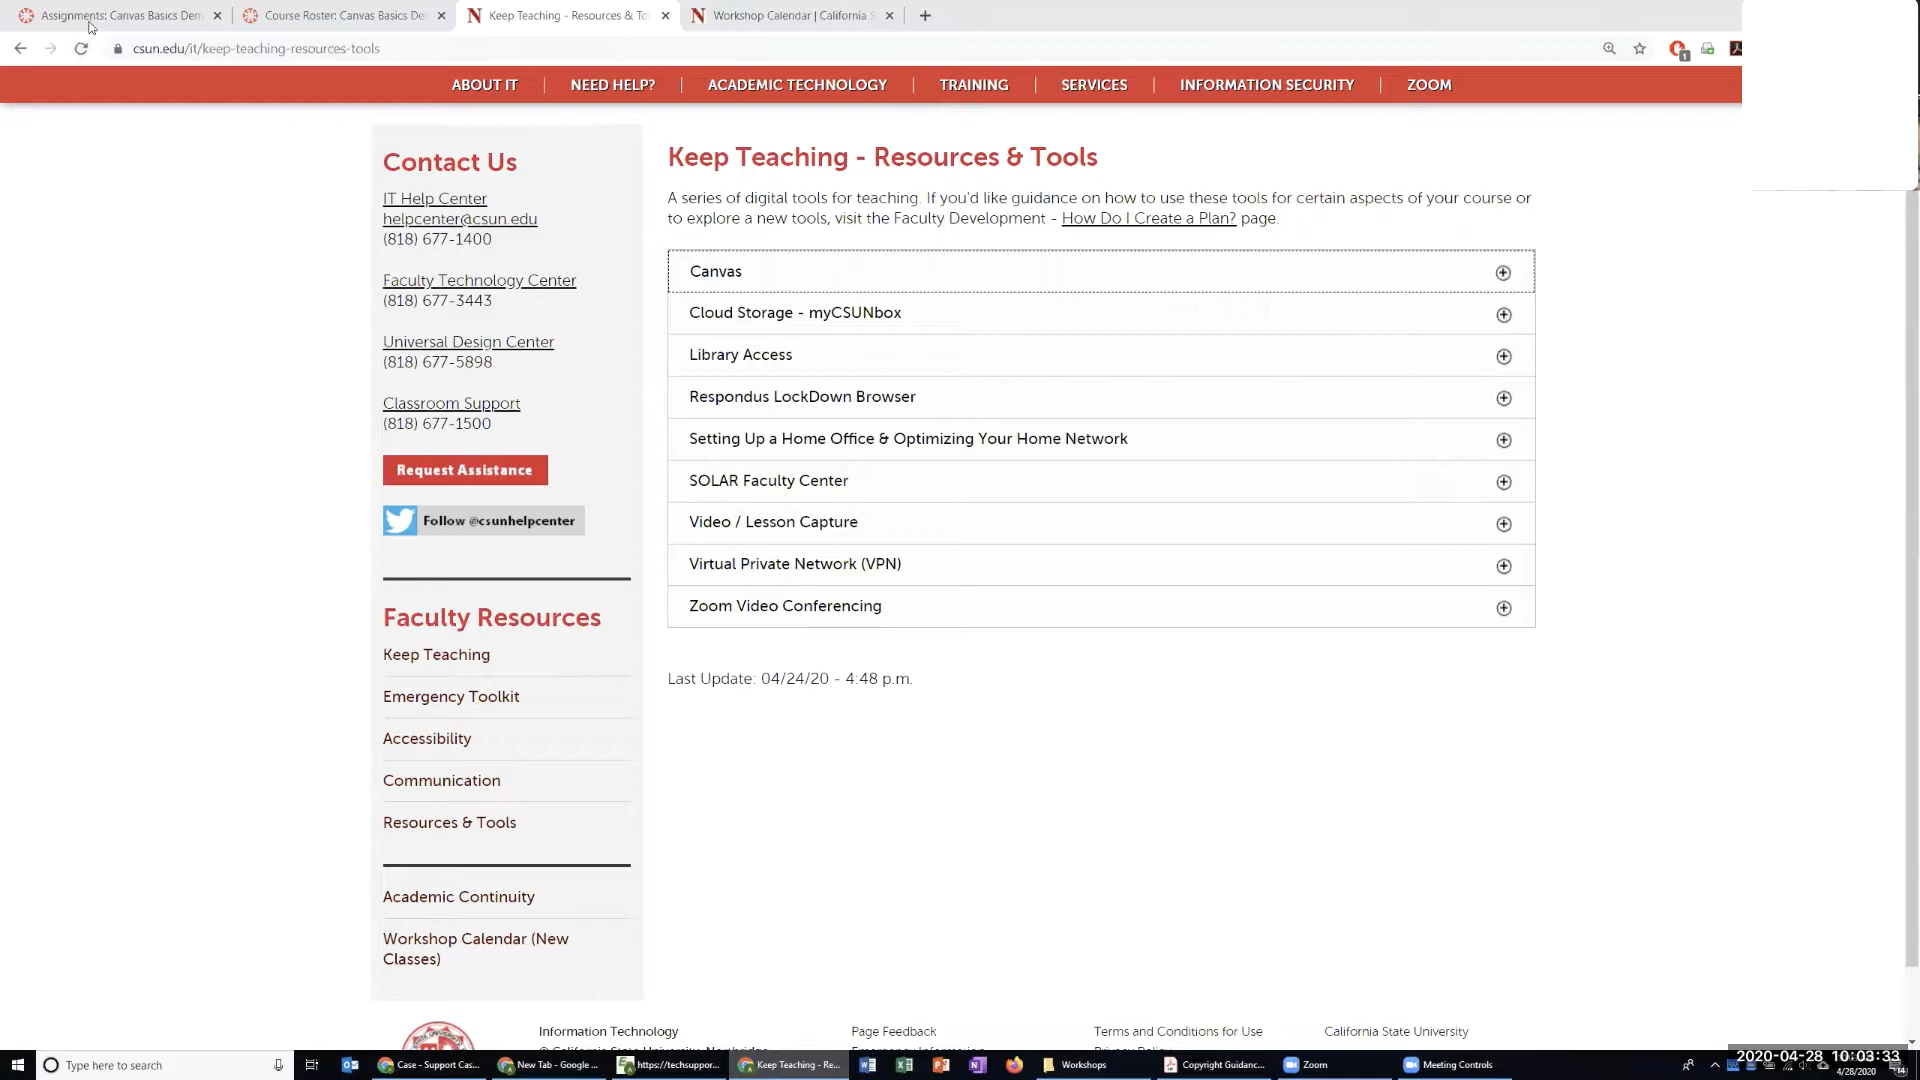 Assignments: Canvas Basics Dem
Course Roster: Canvas Basics De
Keep Teaching - Resources & To
Workshop Calendar | California S
csun.edu/it/keep-teaching-resources-tools
1
ABOUT IT
NEED HELP?
ACADEMIC TECHNOLOGY
TRAINING
SERVICES
INFORMATION SECURITY
ZOOM
Contact Us
IT Help Center
helpcenter@csun.edu
(818) 677-1400
Faculty Technology Center
(818) 677-3443
Universal Design Center
(818) 677-5898
Classroom Support
(818) 677-1500
Request Assistance
Follow @csunhelpcenter
Faculty Resources
Keep Teaching
Emergency Toolkit
Accessibility
Communication
Resources & Tools
Academic Continuity
Workshop Calendar (New
Classes)
Keep Teaching - Resources & Tools
A series of digital tools for teaching. If you'd like guidance on how to use these tools for certain aspects of your course or
to explore a new tools, visit the Faculty Development - How Do I Create a Plan? page.
Canvas
Cloud Storage - myCSUNbox
Library Access
Respondus LockDown Browser
Setting Up a Home Office & Optimizing Your Home Network
SOLAR Faculty Center
Video / Lesson Capture
Virtual Private Network (VPN)
Zoom Video Conferencing
Last Update: 04/24/20 - 4:48 p.m.
Information Technology
Page Feedback
Terms and Conditions for Use
California State University
Type here to search
Case - Support Cas...
New Tab - Google ...
https://techsuppor...
Keep Teaching - Re...
Workshops
Copyright Guidanc...
Zoom
Meeting Controls
2020-04-28 10:03:33
4/28/2020